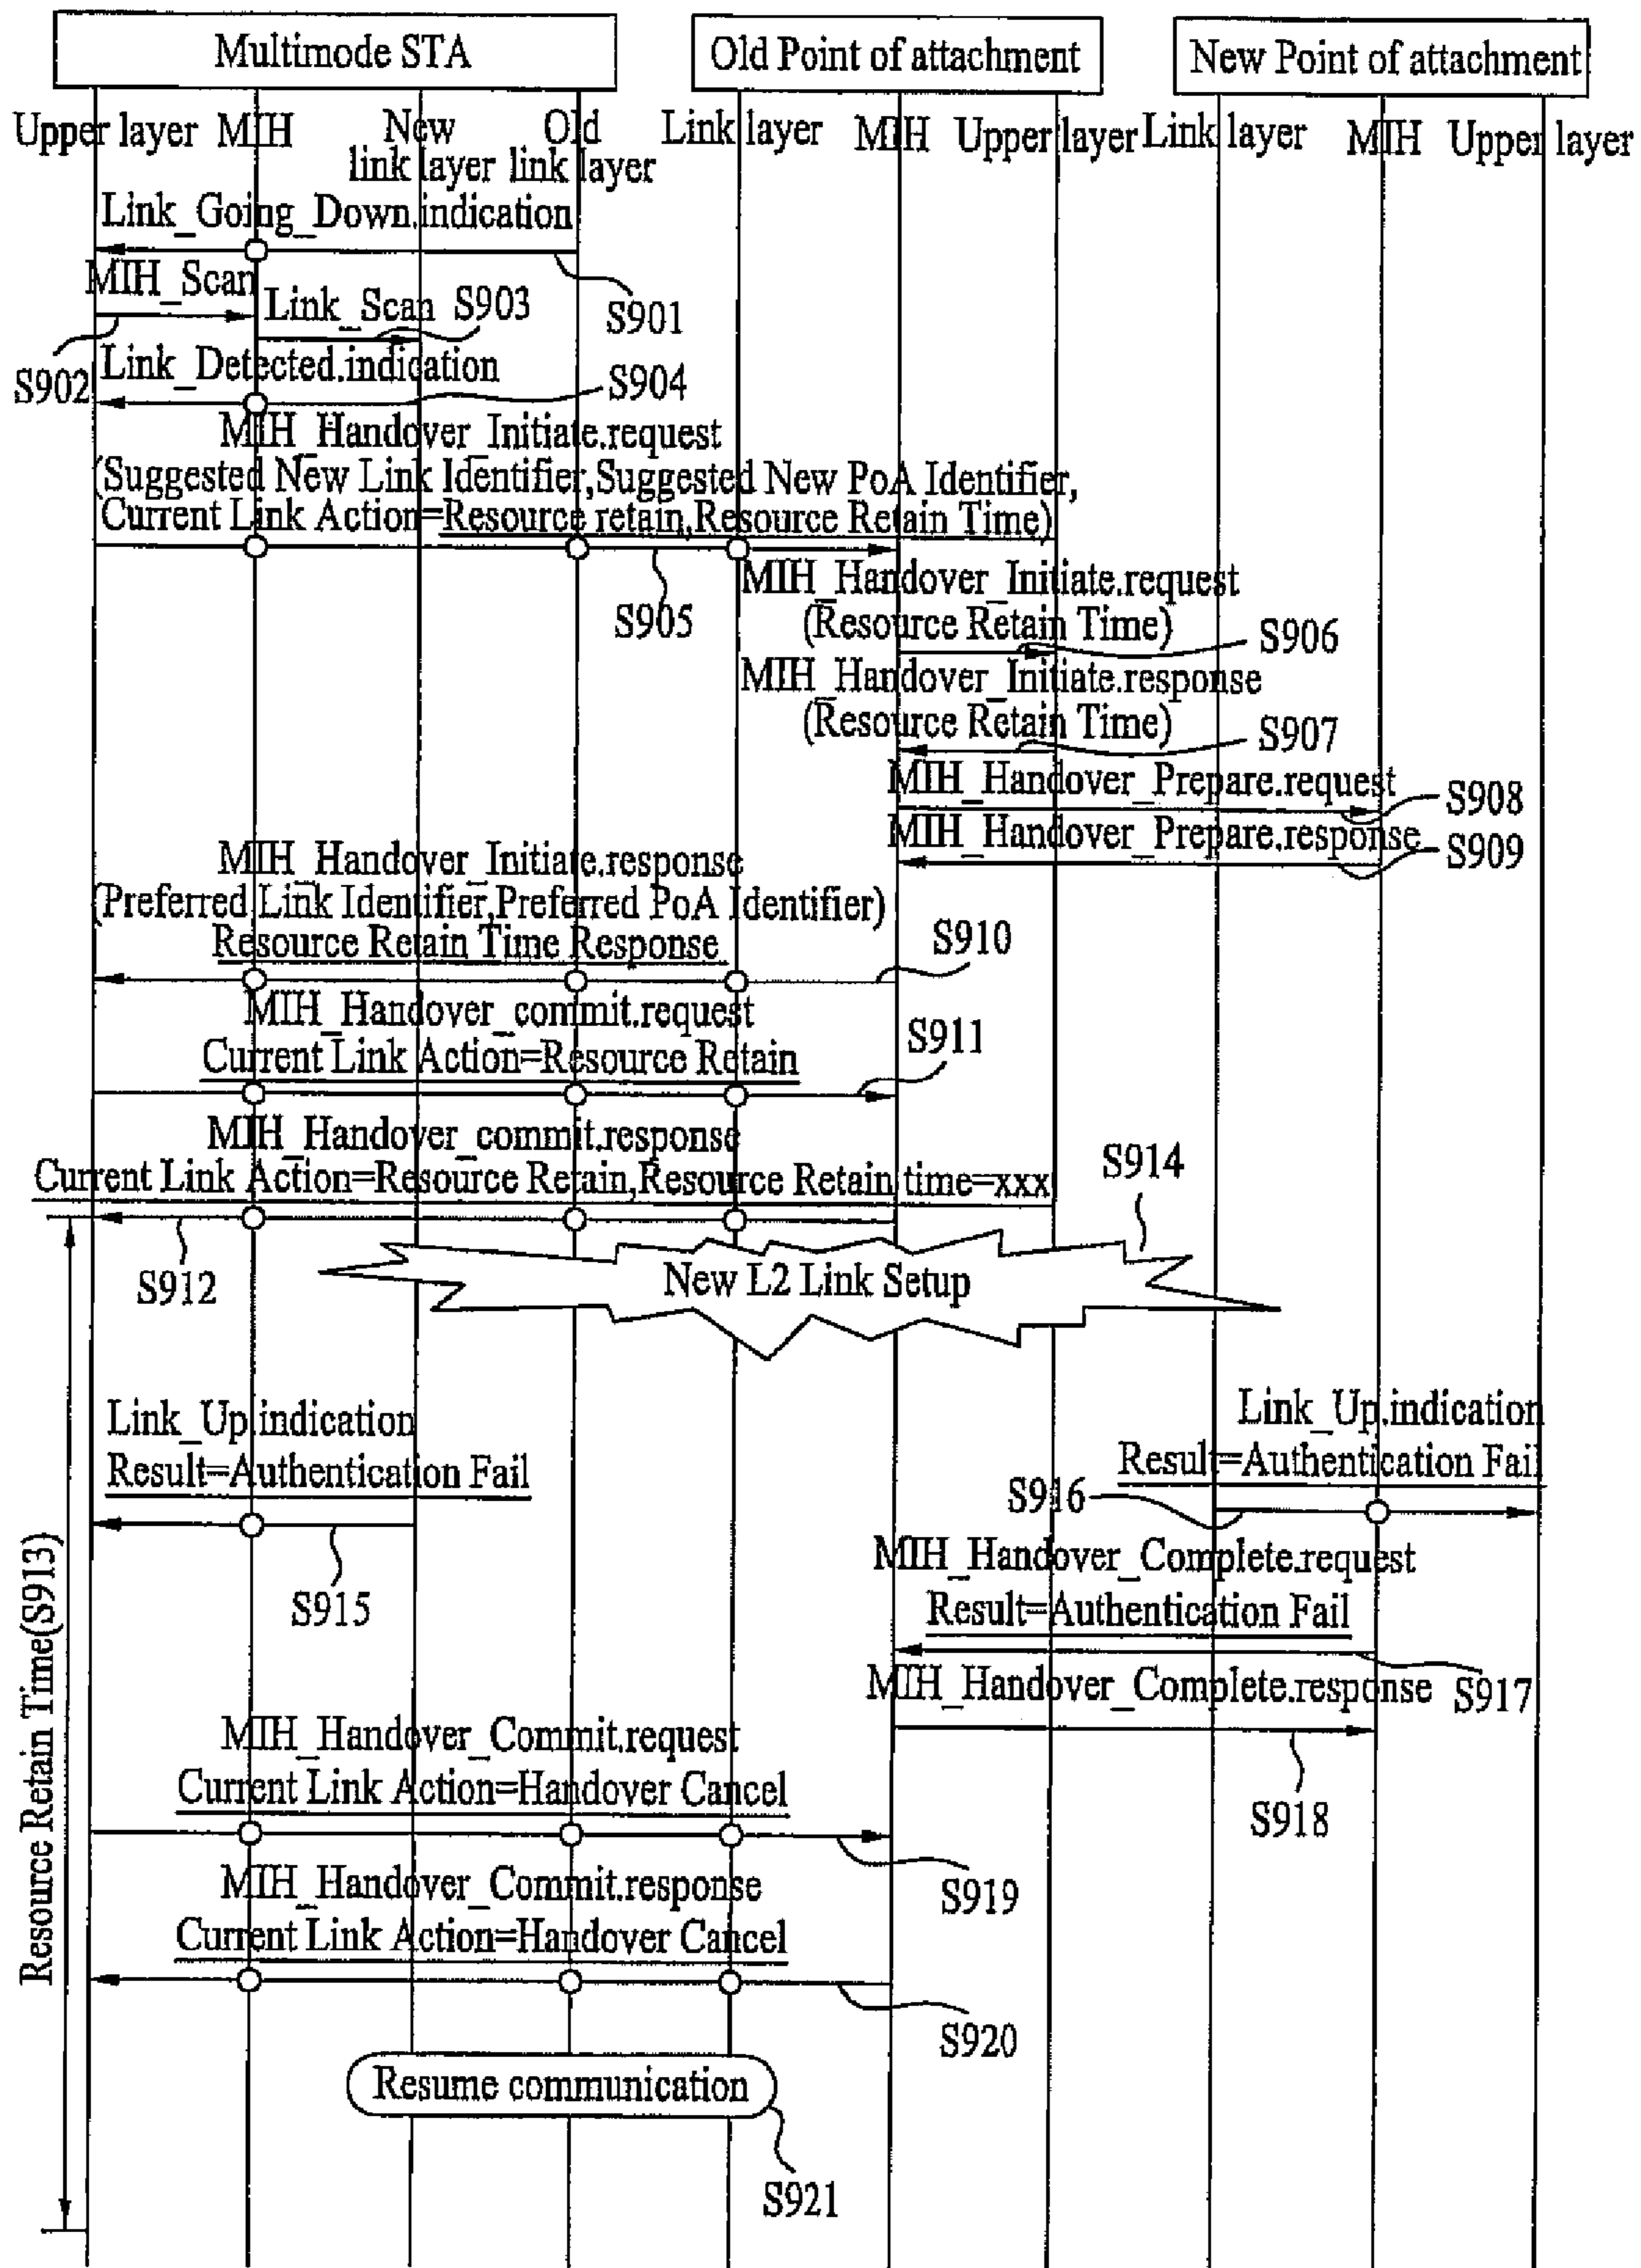 Multimode STA
Old Point of attachment
New Point of attachment
Upper layer
MIH
New
link layer
Old
link layer
Link layer
MIH
Upper layer
Link layer
MIH
Upper layer
Link_Going_Down.indication
S901
MIH_Scan
S902
Link_Scan
S903
Link_Detected.indication
S904
MIH_Handover_Initiate.request
(Suggested New Link Identifier,Suggested New PoA Identifier,
Current Link Action=Resource retain,Resource Retain Time)
S905
MIH_Handover_Initiate.request
(Resource Retain Time)
S906
MIH_Handover_Initiate.response
(Resource Retain Time)
S907
MIH_Handover_Prepare.request
S908
MIH_Handover_Prepare.response
S909
MIH_Handover_Initiate.response
(Preferred Link Identifier,Preferred PoA Identifier)
Resource Retain Time Response
S910
MIH_Handover_commit.request
Current Link Action=Resource Retain
S911
MIH_Handover_commit.response
Current Link Action=Resource Retain,Resource Retain time=xxx
S912
S914
New L2 Link Setup
Link_Up.indication
Result=Authentication Fail
S915
Link_Up.indication
Result=Authentication Fail
S916
MIH_Handover_Complete.request
Result=Authentication Fail
S917
MIH_Handover_Complete.response
S918
Resource Retain Time(S913)
MIH_Handover_Commit.request
Current Link Action=Handover Cancel
S919
MIH_Handover_Commit.response
Current Link Action=Handover Cancel
S920
Resume communication
S921